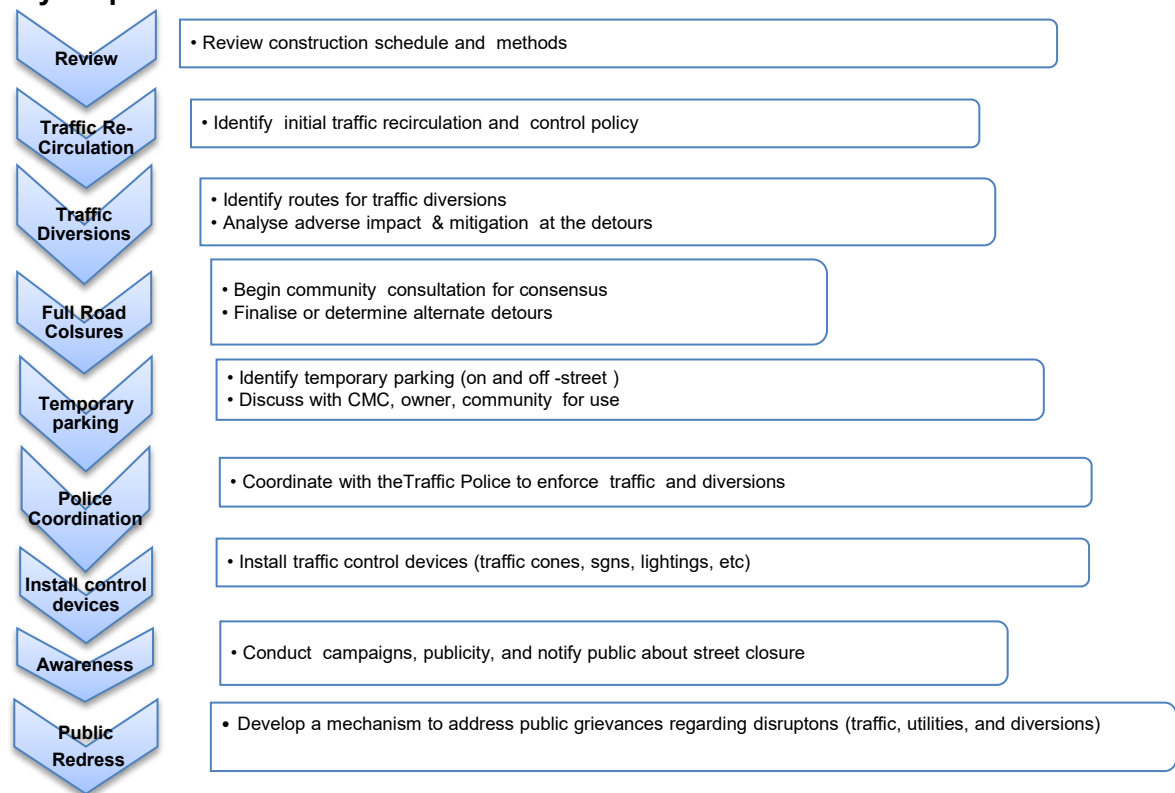 Review
• Review construction schedule and methods
Traffic Re-
Circulation
• Identify initial traffic recirculation and control policy
Traffic
Diversions
• Identify routes for traffic diversions
• Analyse adverse impact & mitigation at the detours
Full Road
Colsures
• Begin community consultation for consensus
• Finalise or determine alternate detours
Temporary
parking
• Identify temporary parking (on and off -street )
• Discuss with CMC, owner, community for use
Police
Coordination
• Coordinate with theTraffic Police to enforce traffic and diversions
Install control
devices
• Install traffic control devices (traffic cones, sgns, lightings, etc)
Awareness
• Conduct campaigns, publicity, and notify public about street closure
Public
Redress
• Develop a mechanism to address public grievances regarding disruptons (traffic, utilities, and diversions)